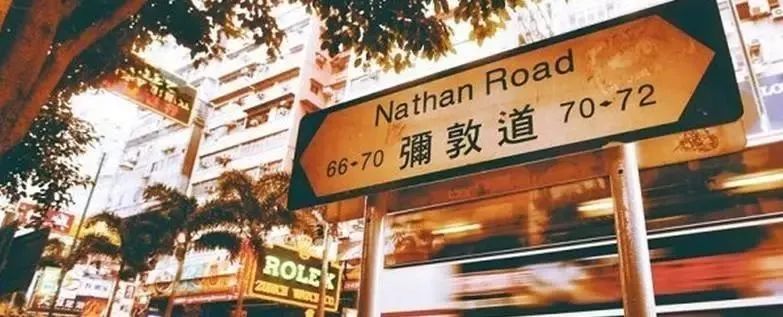 Nathan Road
66-70 彌敦道 70-72
ROLEX